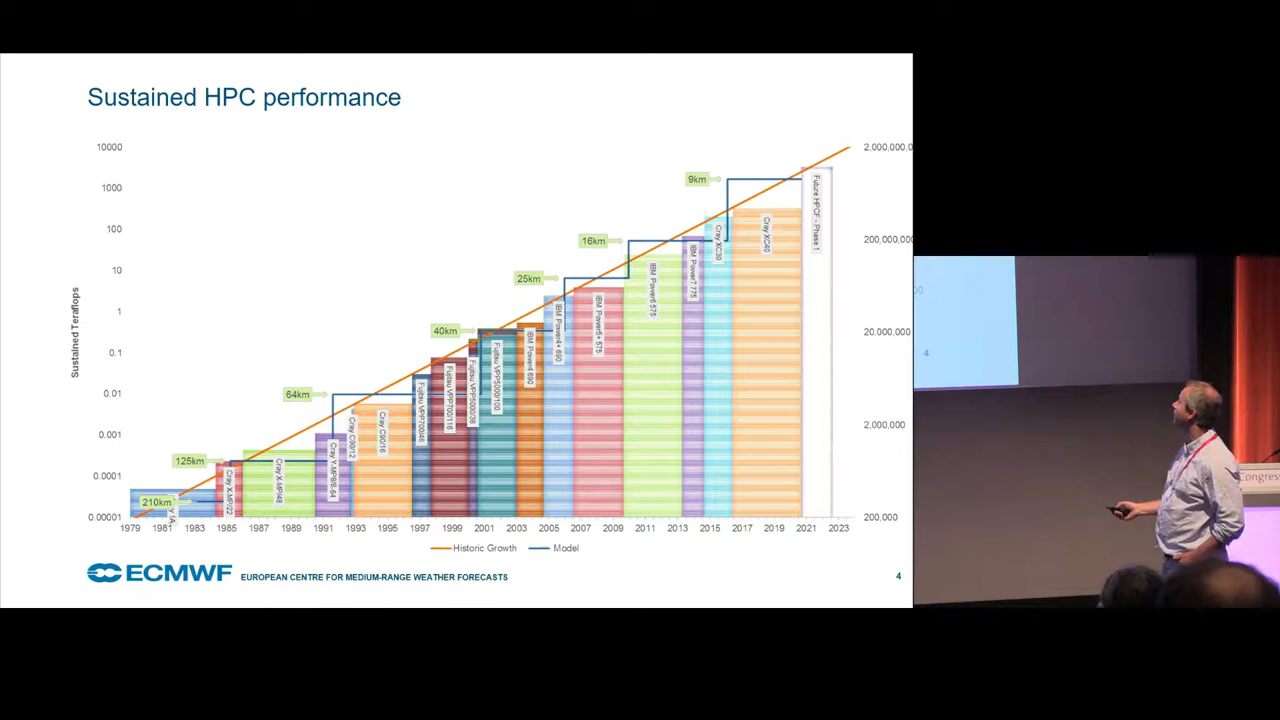 Sustained HPC performance
10000
1000
100
10
1
0.1
0.01
0.001
0.0001
0.00001
Sustained Teraflops
2,000,000.0
200,000,000
20,000,000
2,000,000
200,000
210km
125km
64km
40km
25km
16km
9km
Cray X-MP/22
Cray X-MP/48
Cray Y-MP8/8-64
Cray C90/12
Cray C90/16
Fujitsu VPP700/46
Fujitsu VPP700/116
Fujitsu VPP5000/38
Fujitsu VPP5000/100
IBM Power4 690
IBM Power4+ 690
IBM Power5+ 575
IBM Power6 575
IBM Power7 775
Cray XC30
Cray XC40
Future HPCF - Phase 1
1979 1981 1983 1985 1987 1989 1991 1993 1995 1997 1999 2001 2003 2005 2007 2009 2011 2013 2015 2017 2019 2021 2023
Historic Growth Model
ECMWF EUROPEAN CENTRE FOR MEDIUM-RANGE WEATHER FORECASTS
4
4
Congress